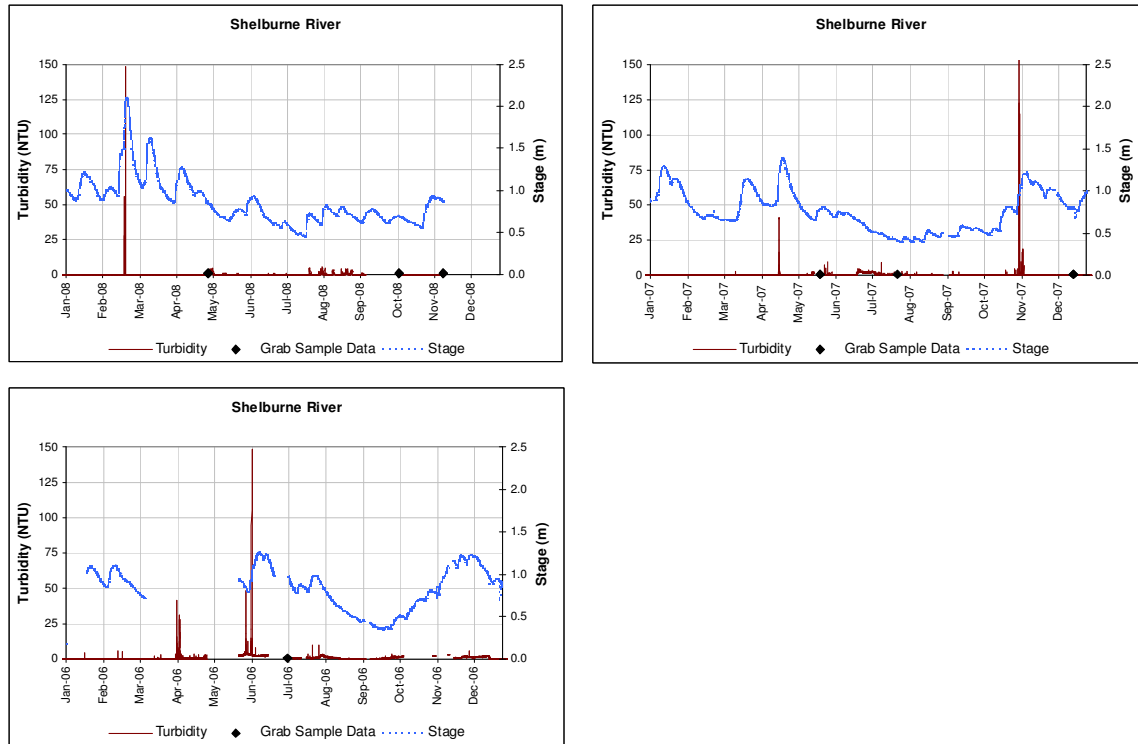 Shelburne River
Turbidity (NTU)
150
125
100
75
50
25
0
2.5
2.0
1.5
1.0
0.5
0.0
Stage (m)
Jan-08 Feb-08 Mar-08 Apr-08 May-08 Jun-08 Jul-08 Aug-08 Sep-08 Oct-08 Nov-08 Dec-08
Turbidity Grab Sample Data Stage
Shelburne River
Turbidity (NTU)
150
125
100
75
50
25
0
2.5
2.0
1.5
1.0
0.5
0.0
Stage (m)
Jan-07 Feb-07 Mar-07 Apr-07 May-07 Jun-07 Jul-07 Aug-07 Sep-07 Oct-07 Nov-07 Dec-07
Turbidity Grab Sample Data Stage
Shelburne River
Turbidity (NTU)
150
125
100
75
50
25
0
2.5
2.0
1.5
1.0
0.5
0.0
Stage (m)
Jan-06 Feb-06 Mar-06 Apr-06 May-06 Jun-06 Jul-06 Aug-06 Sep-06 Oct-06 Nov-06 Dec-06
Turbidity Grab Sample Data Stage